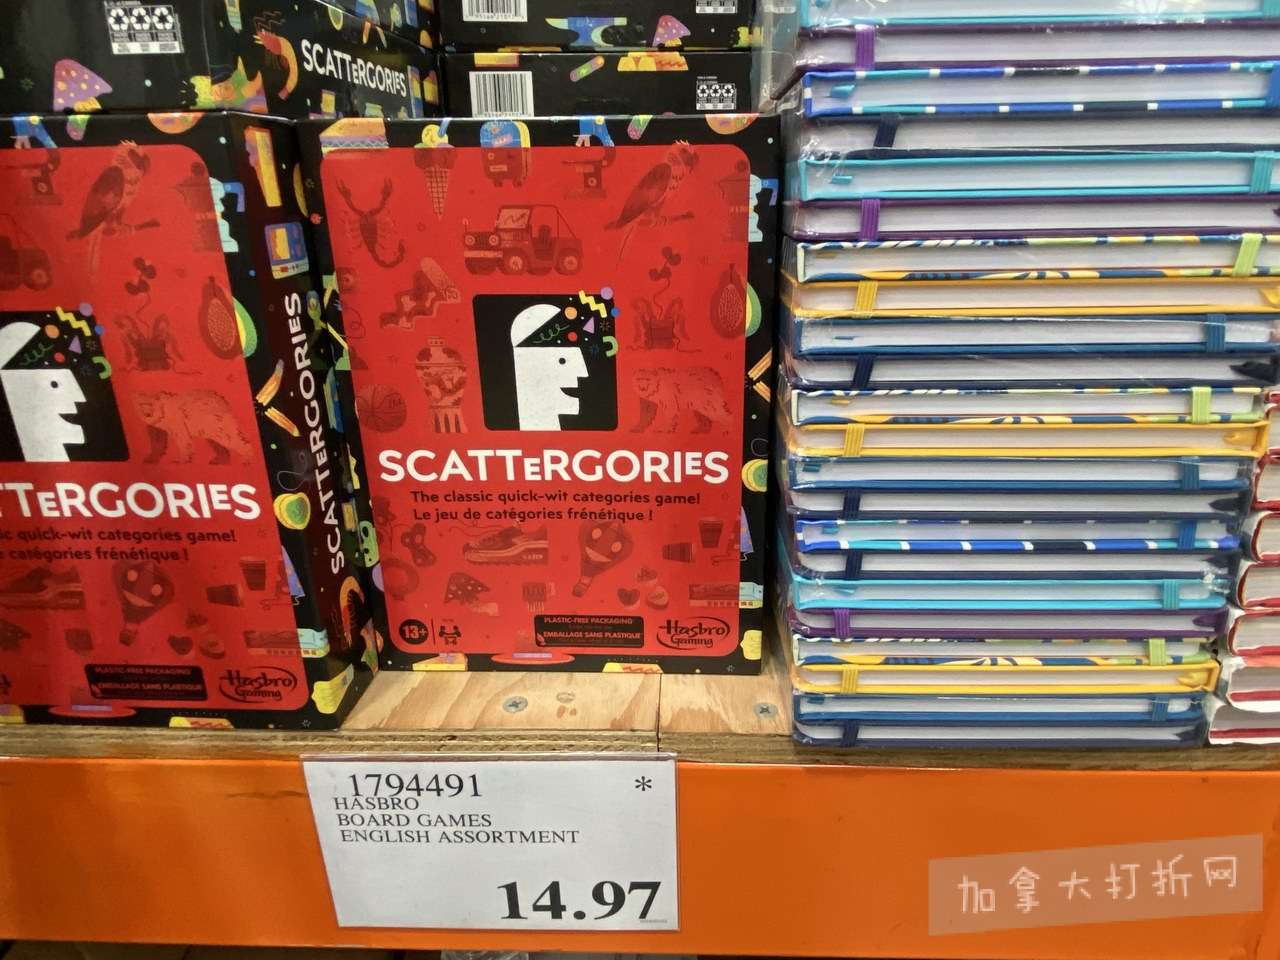 SCATTERGORIES
TTERGORIES
ic quick-wit categories game!
e catégories frénétique !
PLASTIC-FREE PACKAGING
EMBALLAGE SANS PLASTIQUE
Hasbro
Gaming
SCATTERGORIES
SCATTERGORIES
The classic quick-wit categories game!
Le jeu de catégories frénétique !
13+
PLASTIC-FREE PACKAGING
EMBALLAGE SANS PLASTIQUE
Hasbro
Gaming
1794491 *
HASBRO
BOARD GAMES
ENGLISH ASSORTMENT
14.97
加拿大打折网